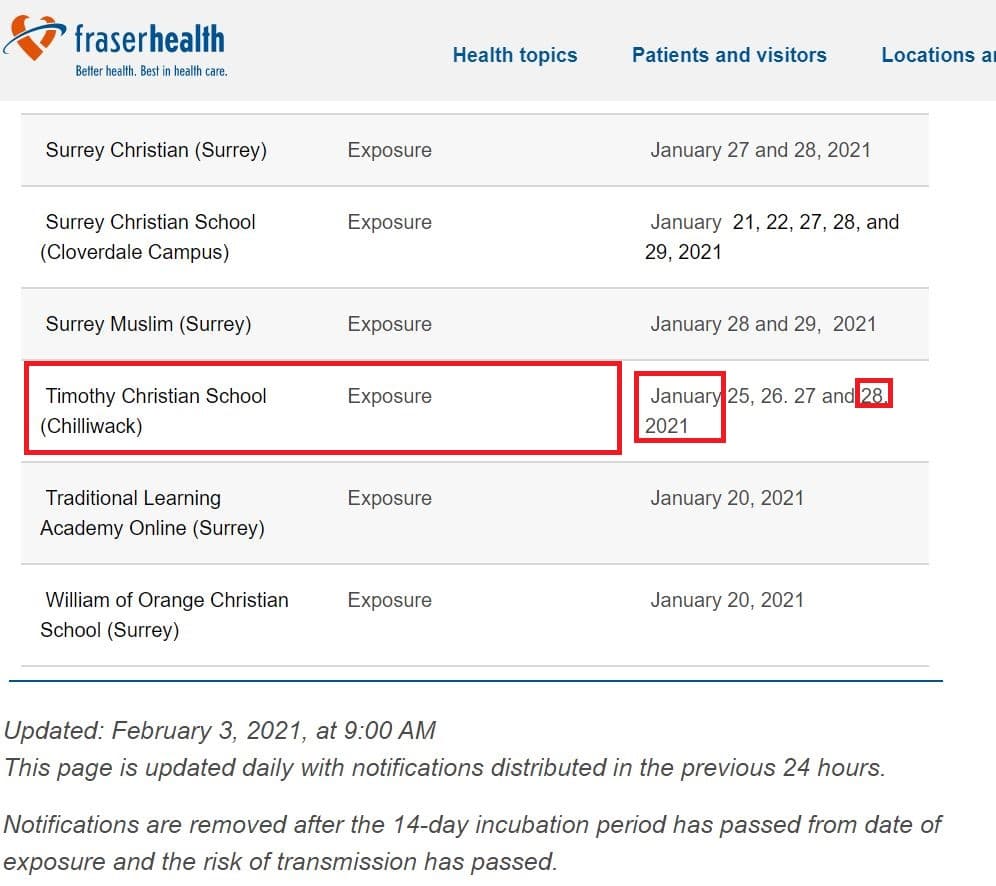 fraserhealth
Better health. Best in health care.
Health topics Patients and visitors Locations a
Surrey Christian (Surrey) Exposure January 27 and 28, 2021
Surrey Christian School Exposure January 21, 22, 27, 28, and
(Cloverdale Campus) 29, 2021
Surrey Muslim (Surrey) Exposure January 28 and 29, 2021
Timothy Christian School Exposure January 25, 26. 27 and 28,
(Chilliwack) 2021
Traditional Learning Exposure January 20, 2021
Academy Online (Surrey)
William of Orange Christian Exposure January 20, 2021
School (Surrey)
Updated: February 3, 2021, at 9:00 AM
This page is updated daily with notifications distributed in the previous 24 hours.
Notifications are removed after the 14-day incubation period has passed from date of
exposure and the risk of transmission has passed.